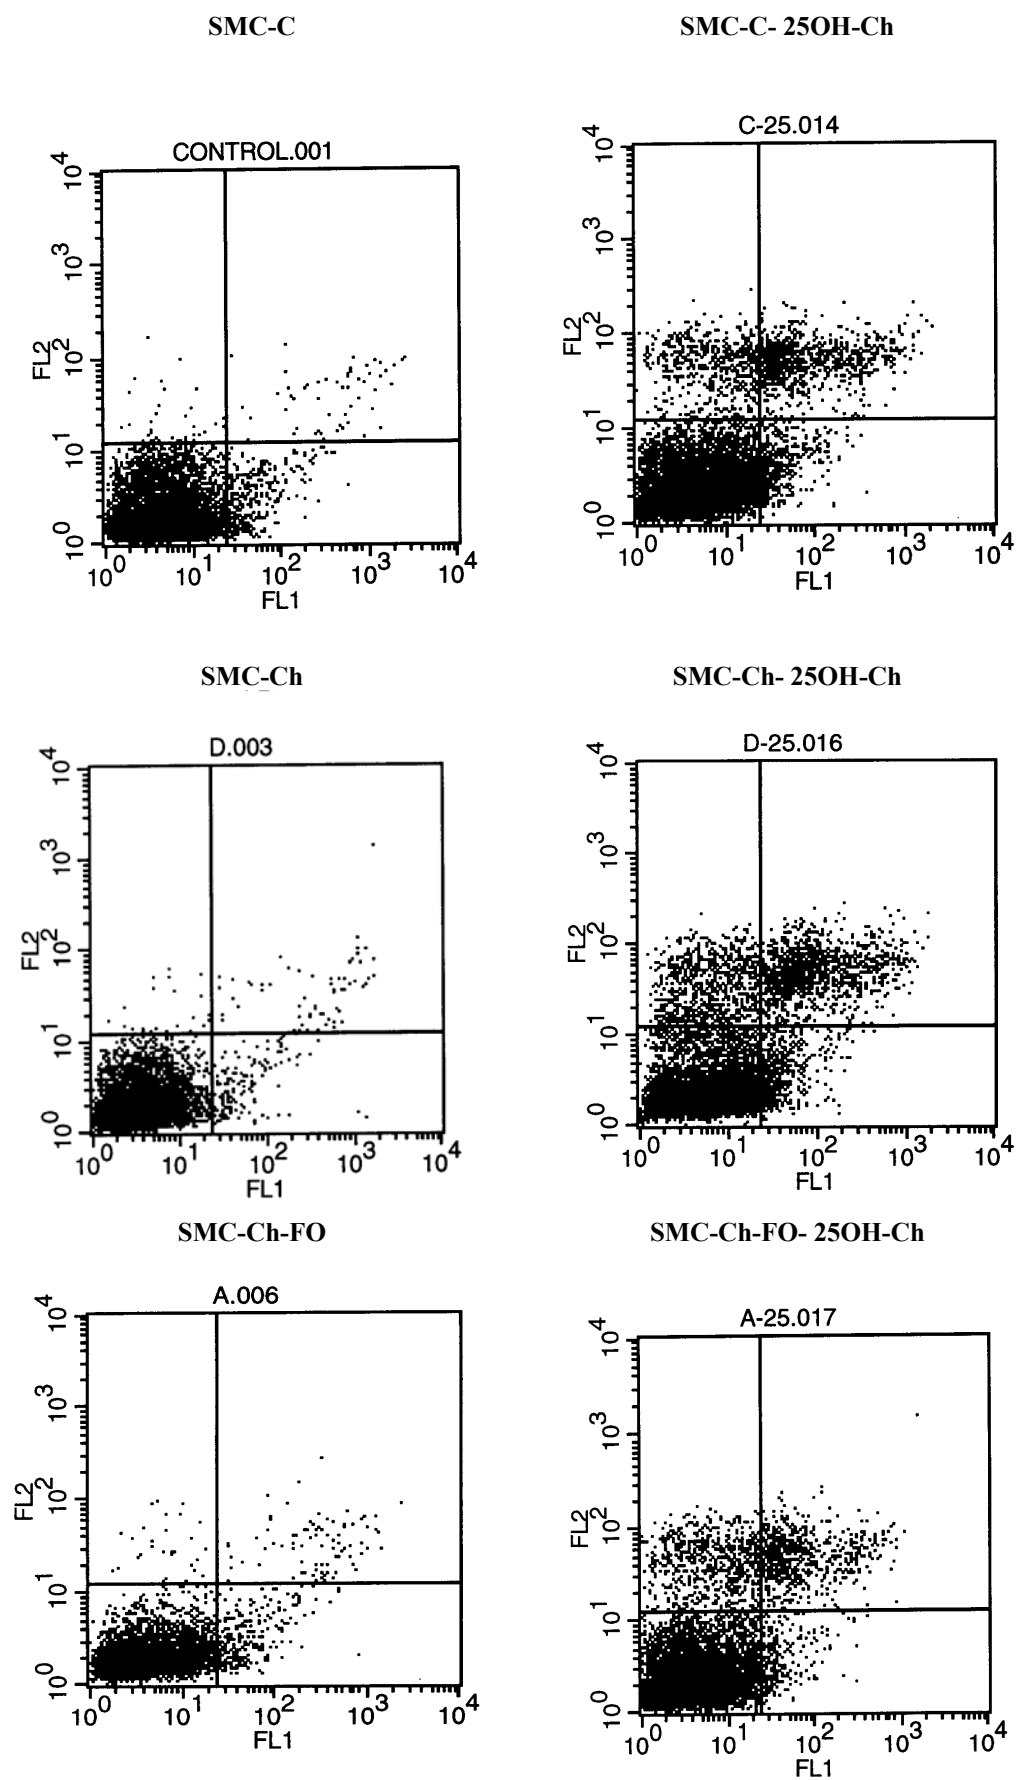 SMC-C
SMC-C- 25OH-Ch
CONTROL.001
10^4
10^3
10^2
10^1
10^0
FL2
10^0 10^1 10^2 10^3 10^4
FL1
C-25.014
10^4
10^3
10^2
10^1
10^0
FL2
10^0 10^1 10^2 10^3 10^4
FL1
SMC-Ch
SMC-Ch- 25OH-Ch
D.003
10^4
10^3
10^2
10^1
10^0
FL2
10^0 10^1 10^2 10^3 10^4
FL1
D-25.016
10^4
10^3
10^2
10^1
10^0
FL2
10^0 10^1 10^2 10^3 10^4
FL1
SMC-Ch-FO
SMC-Ch-FO- 25OH-Ch
A.006
10^4
10^3
10^2
10^1
10^0
FL2
10^0 10^1 10^2 10^3 10^4
FL1
A-25.017
10^4
10^3
10^2
10^1
10^0
FL2
10^0 10^1 10^2 10^3 10^4
FL1